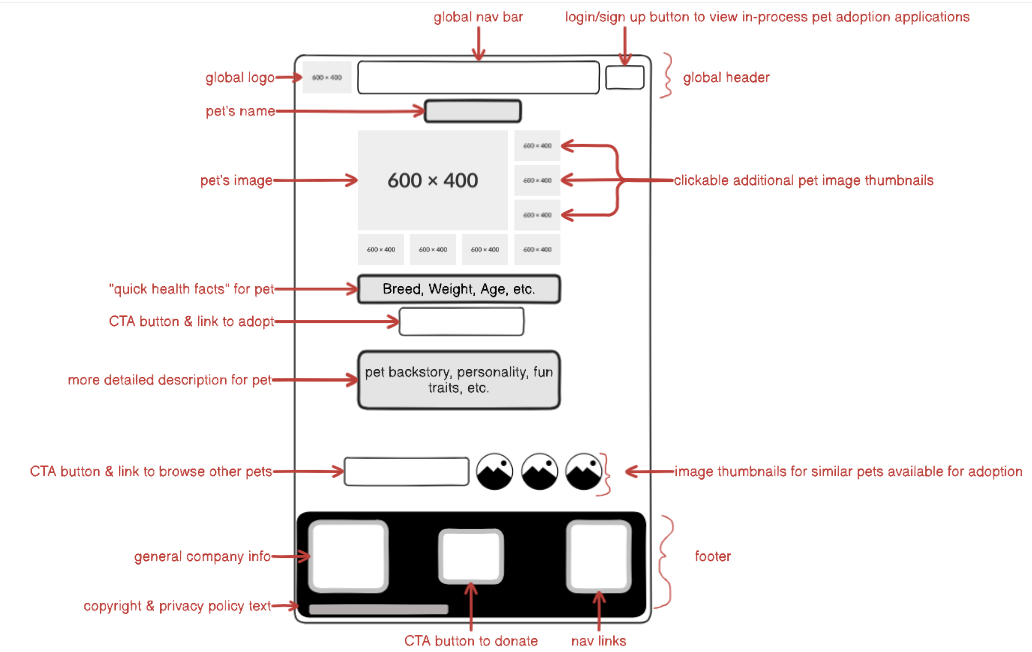 global nav bar
login/sign up button to view in-process pet adoption applications
global logo
600 × 400
global header
pet's name
600 × 400
pet's image
600 × 400
600 × 400
clickable additional pet image thumbnails
600 × 400
600 × 400
600 × 400
600 × 400
600 × 400
"quick health facts" for pet
Breed, Weight, Age, etc.
CTA button & link to adopt
more detailed description for pet
pet backstory, personality, fun
traits, etc.
CTA button & link to browse other pets
image thumbnails for similar pets available for adoption
general company info
footer
copyright & privacy policy text
CTA button to donate
nav links